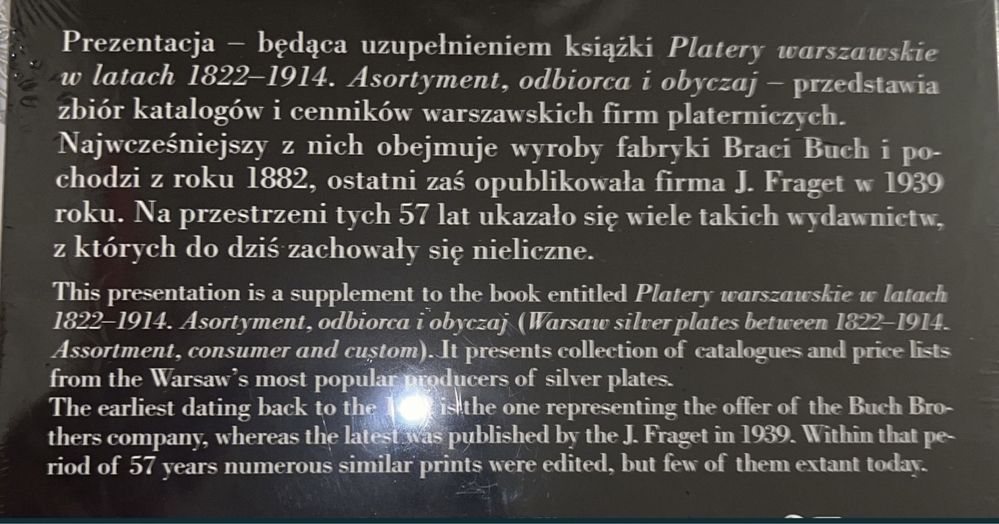 Prezentacja – będąca uzupełnieniem książki Platery warszawskie
w latach 1822–1914. Asortyment, odbiorca i obyczaj – przedstawia
zbiór katalogów i cenników warszawskich firm platerniczych.
Najwcześniejszy z nich obejmuje wyroby fabryki Braci Buch i po-
chodzi z roku 1882, ostatni zaś opublikowała firma J. Fraget w 1939
roku. Na przestrzeni tych 57 lat ukazało się wiele takich wydawnictw,
z których do dziś zachowały się nieliczne.
This presentation is a supplement to the book entitled Platery warszawskie w latach
1822–1914. Asortyment, odbiorca i obyczaj (Warsaw silver plates between 1822–1914.
Assortment, consumer and custom). It presents collection of catalogues and price lists
from the Warsaw's most popular producers of silver plates.
The earliest dating back to the is the one representing the offer of the Buch Bro-
thers company, whereas the latest was published by the J. Fraget in 1939. Within that pe-
riod of 57 years numerous similar prints were edited, but few of them extant today.